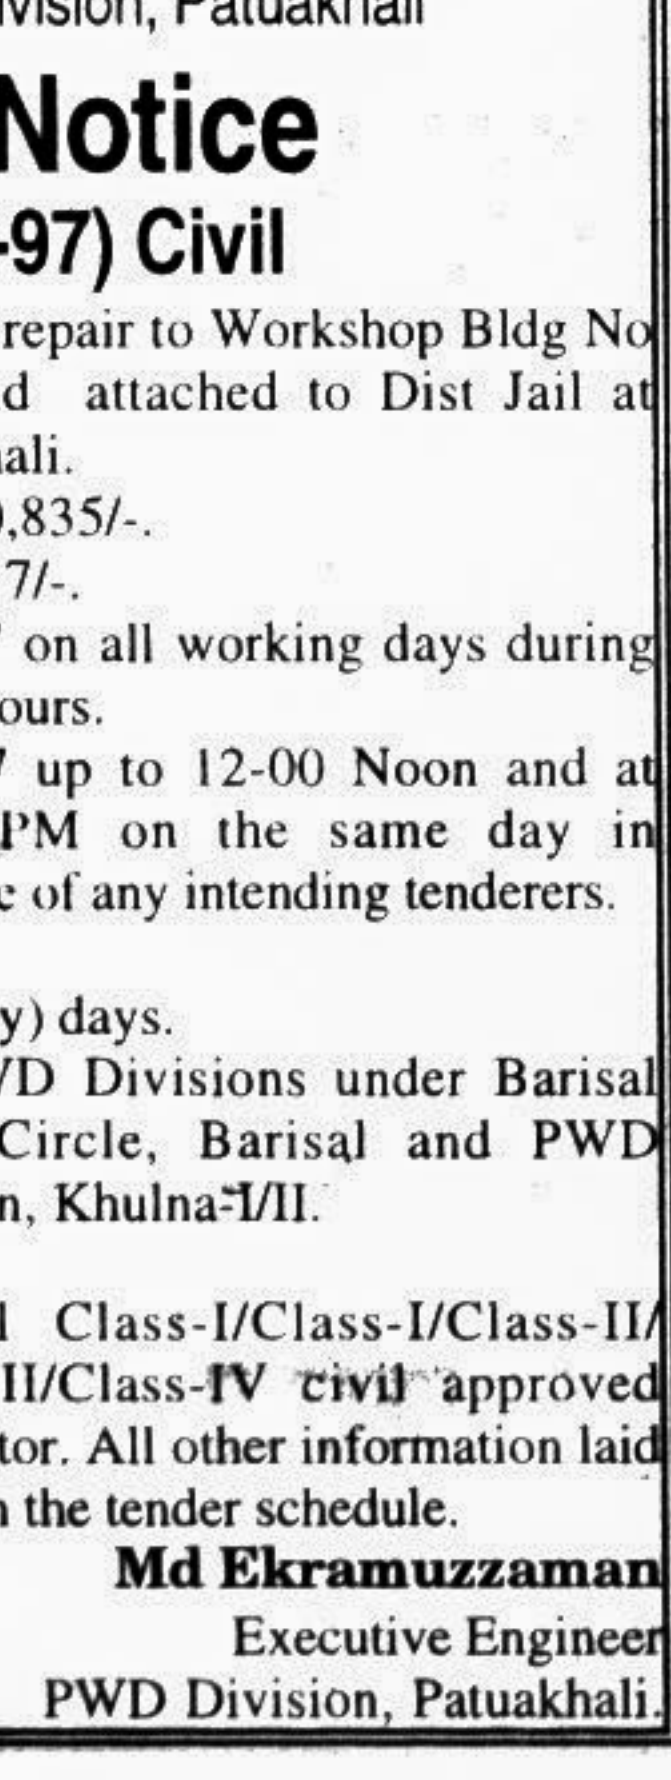 ivision, Patuakhali
Notice
-97) Civil
repair to Workshop Bldg No
d attached to Dist Jail at
ali.
,835/-.
7/-.
on all working days during
ours.
up to 12-00 Noon and at
PM on the same day in
e of any intending tenderers.
y) days.
VD Divisions under Barisal
Circle, Barisal and PWD
n, Khulna-I/II.
l Class-I/Class-I/Class-II/
II/Class-IV civil approved
tor. All other information laid
n the tender schedule.
Md Ekramuzzaman
Executive Engineer
PWD Division, Patuakhali.